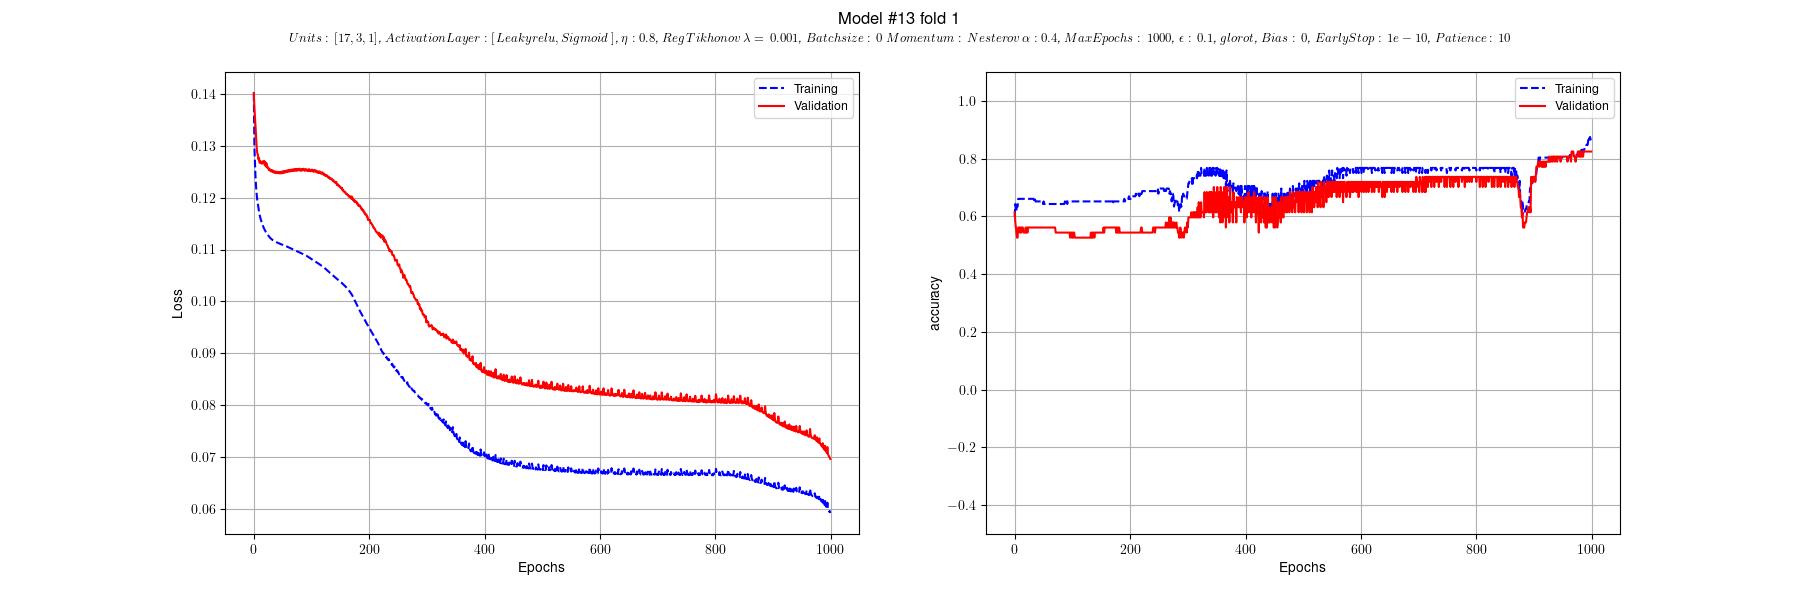 Model #13 fold 1
Units : [17, 3, 1], ActivationLayer : [Leakyrelu, Sigmoid], η : 0.8, RegTikhonov λ = 0.001, Batchsize : 0 Momentum : Nesterov α : 0.4, MaxEpochs : 1000, ϵ : 0.1, glorot, Bias : 0, EarlyStop : 1e − 10, Patience : 10
Training
Validation
0.14
0.13
0.12
0.11
0.10
0.09
0.08
0.07
0.06
Loss
0
200
400
600
800
1000
Epochs
Training
Validation
1.0
0.8
0.6
0.4
0.2
0.0
−0.2
−0.4
accuracy
0
200
400
600
800
1000
Epochs